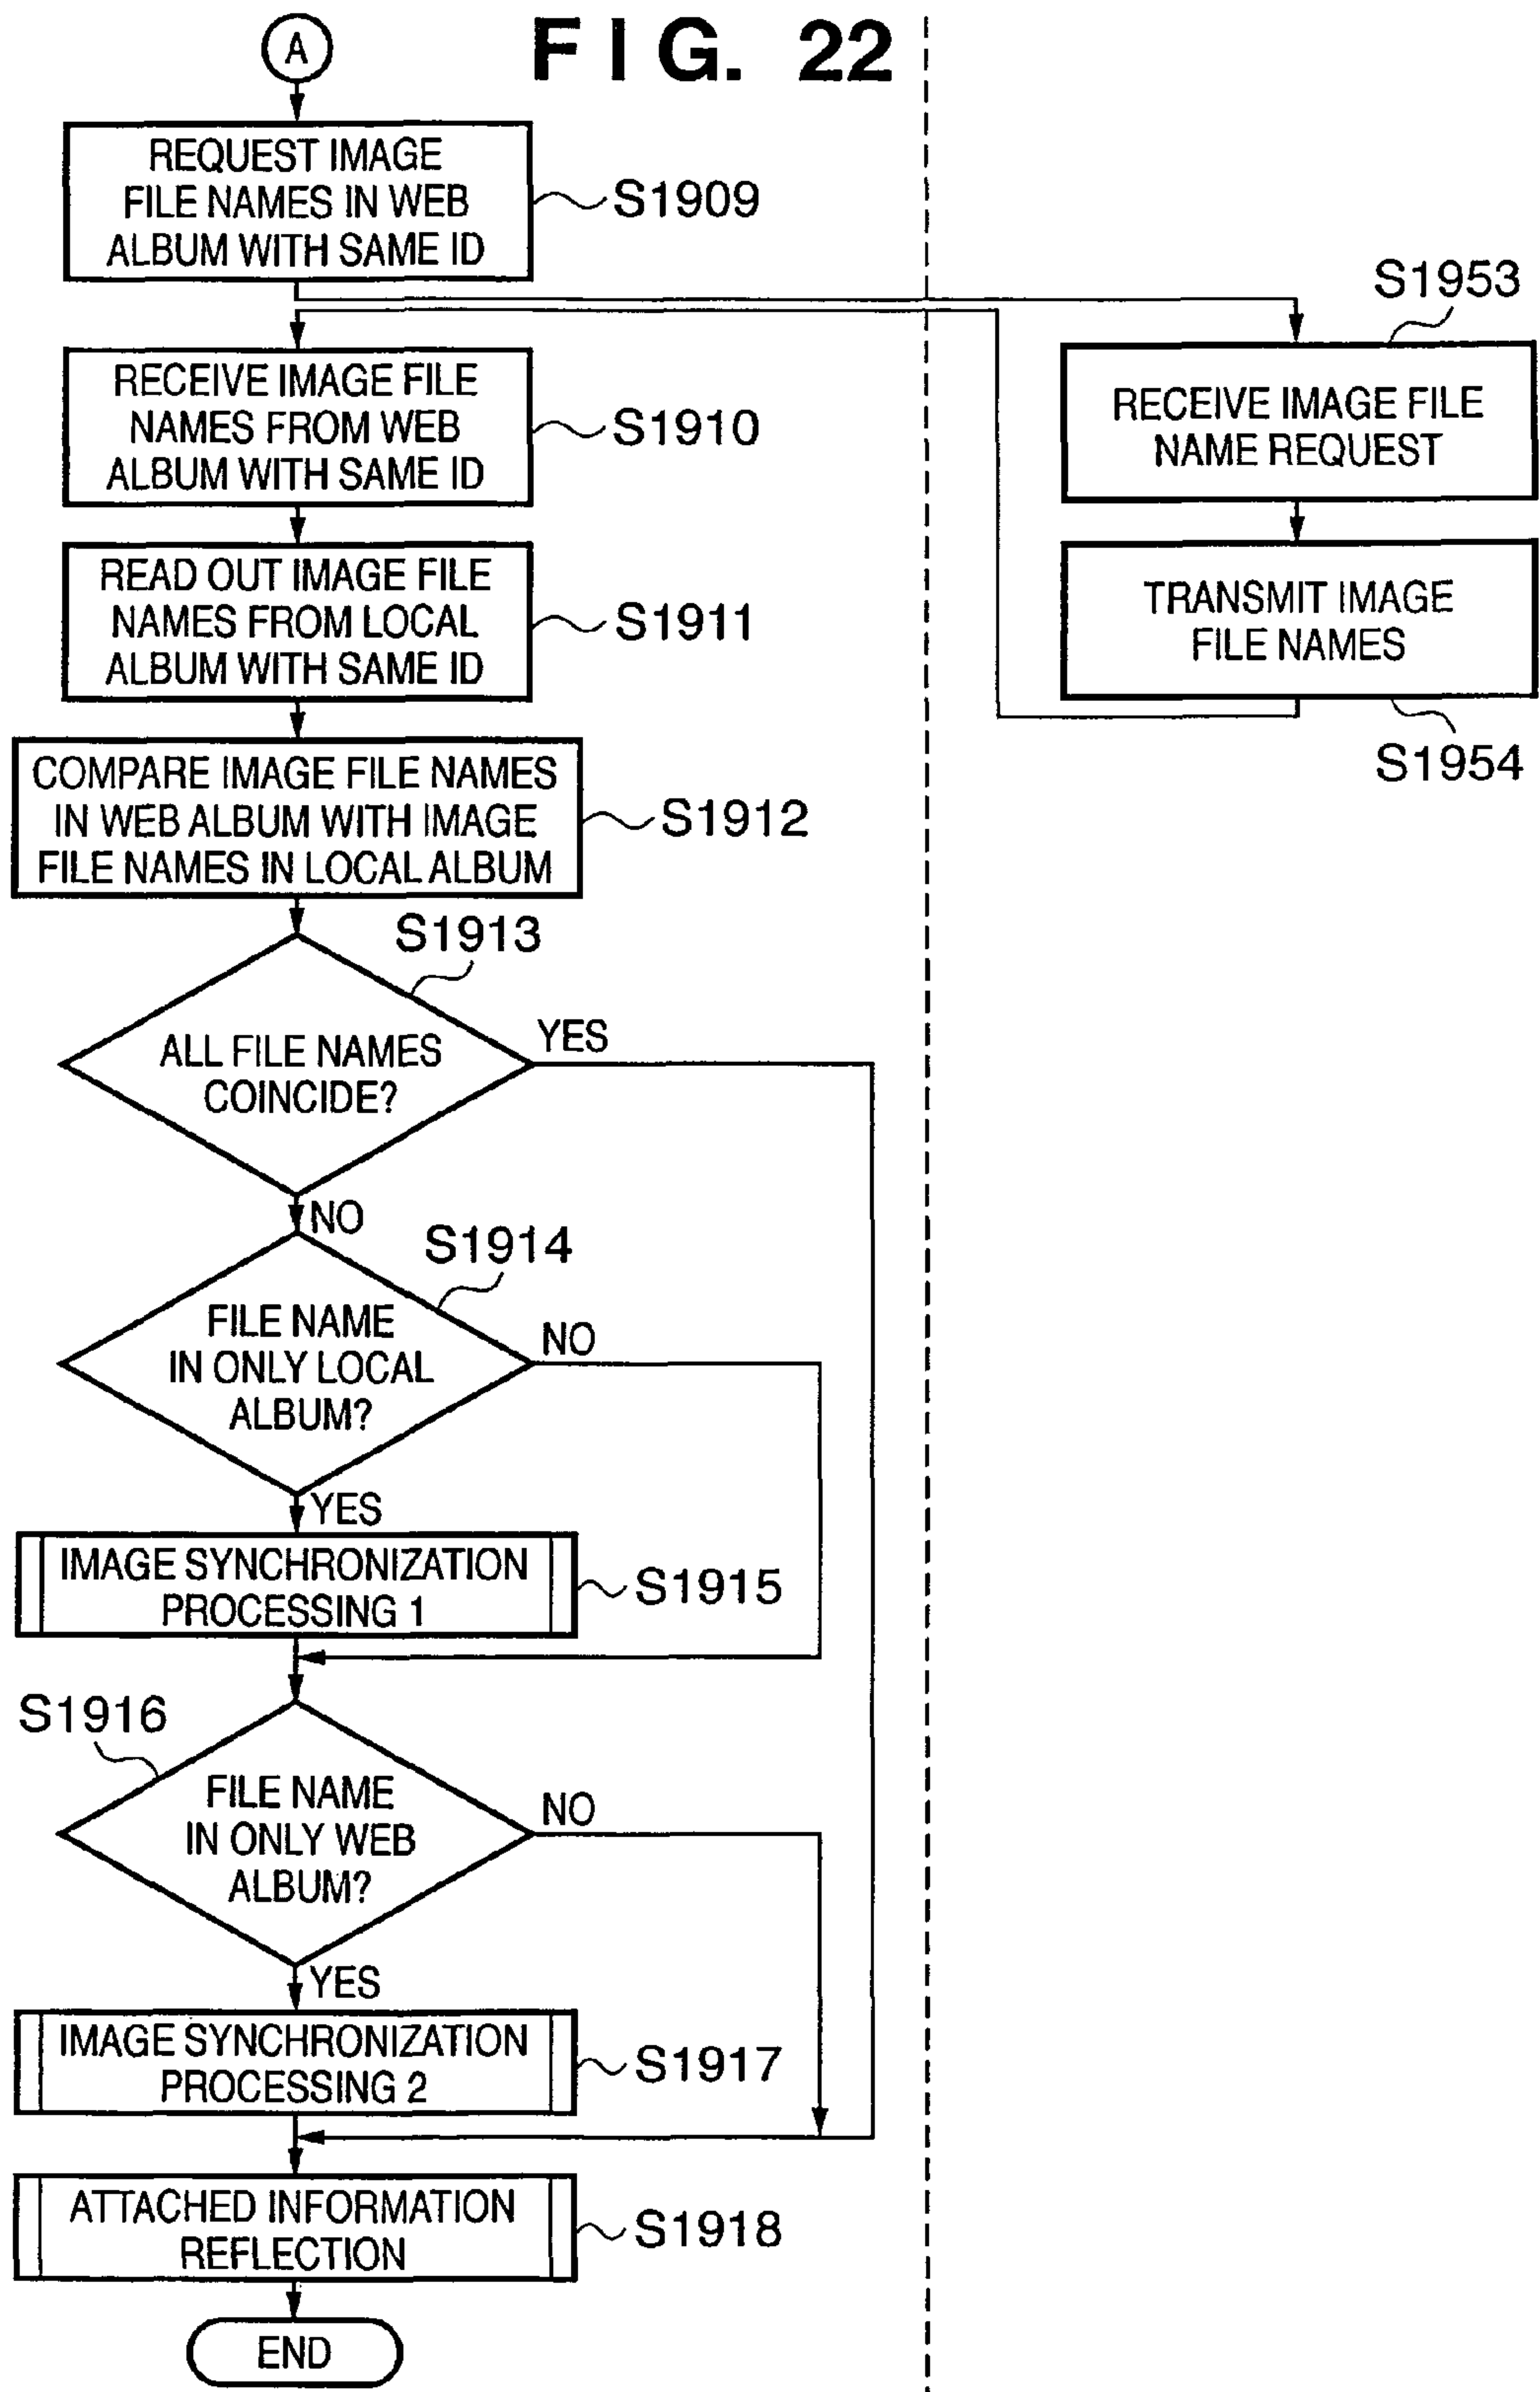 A
FIG. 22
REQUEST IMAGE
FILE NAMES IN WEB
ALBUM WITH SAME ID
S1909
S1953
RECEIVE IMAGE FILE
NAME REQUEST
RECEIVE IMAGE FILE
NAMES FROM WEB
ALBUM WITH SAME ID
S1910
TRANSMIT IMAGE
FILE NAMES
S1954
READ OUT IMAGE FILE
NAMES FROM LOCAL
ALBUM WITH SAME ID
S1911
COMPARE IMAGE FILE NAMES
IN WEB ALBUM WITH IMAGE
FILE NAMES IN LOCAL ALBUM
S1912
S1913
ALL FILE NAMES
COINCIDE?
YES
NO
S1914
FILE NAME
IN ONLY LOCAL
ALBUM?
NO
YES
IMAGE SYNCHRONIZATION
PROCESSING 1
S1915
S1916
FILE NAME
IN ONLY WEB
ALBUM?
NO
YES
IMAGE SYNCHRONIZATION
PROCESSING 2
S1917
ATTACHED INFORMATION
REFLECTION
S1918
END